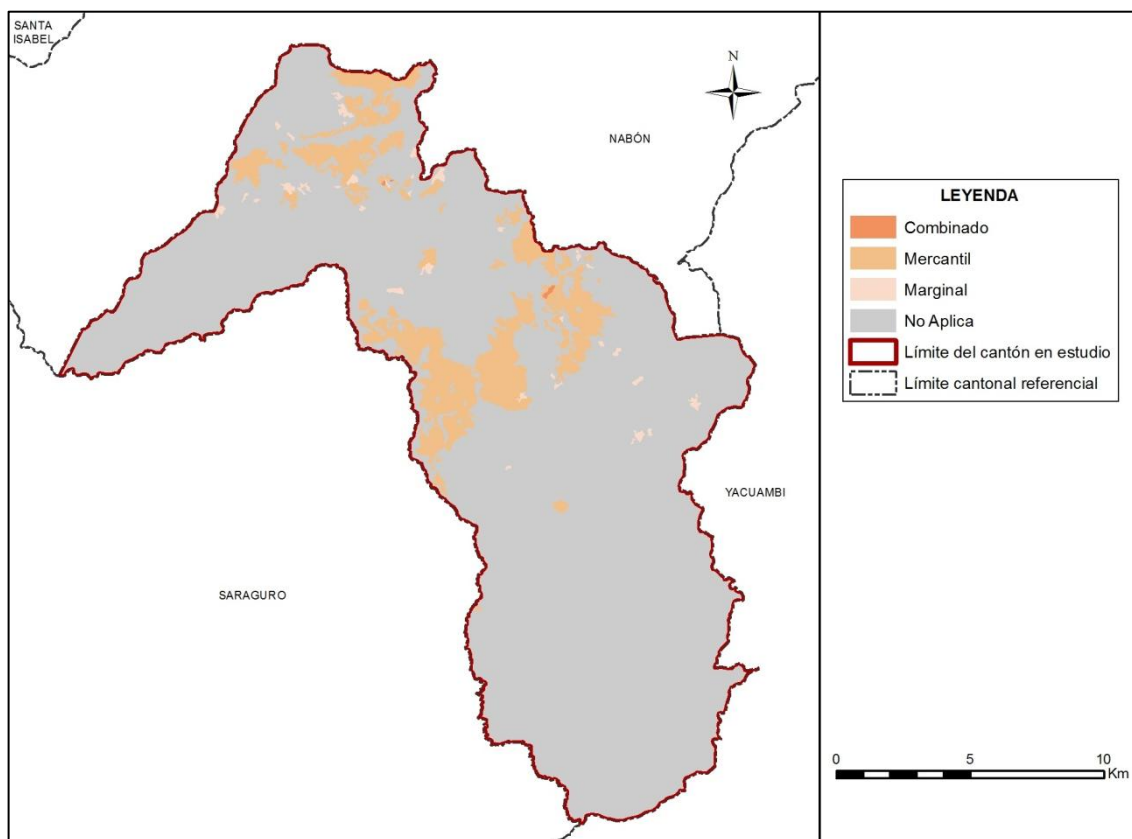 SANTA
ISABEL
N
NABÓN
YACUAMBI
SARAGURO
LEYENDA
Combinado
Mercantil
Marginal
No Aplica
Límite del cantón en estudio
Límite cantonal referencial
0 5 10
Km